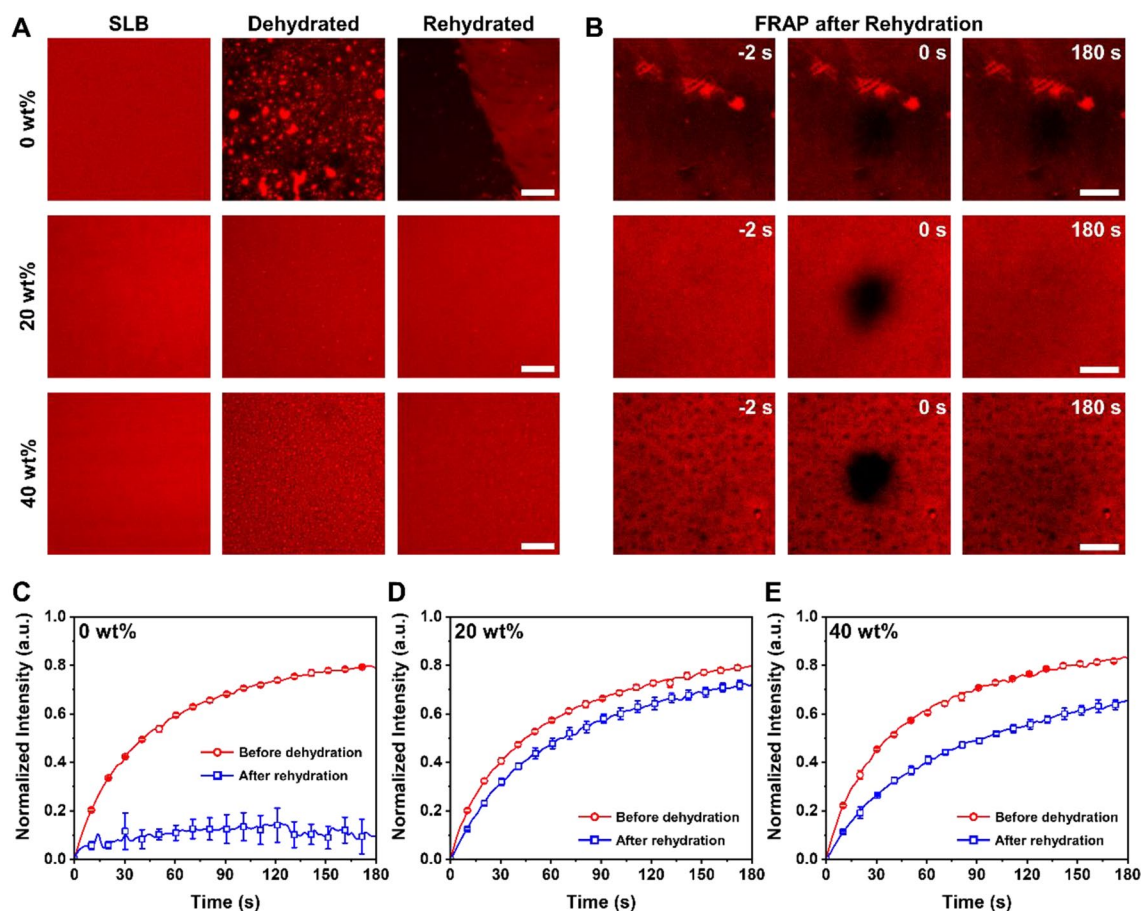 A
SLB
Dehydrated
Rehydrated
B
FRAP after Rehydration
0 wt%
-2 s
0 s
180 s
20 wt%
-2 s
0 s
180 s
40 wt%
-2 s
0 s
180 s
C
Normalized Intensity (a.u.)
1.0
0.8
0.6
0.4
0.2
0.0
0 wt%
Before dehydration
After rehydration
0 30 60 90 120 150 180
Time (s)
D
Normalized Intensity (a.u.)
1.0
0.8
0.6
0.4
0.2
0.0
20 wt%
Before dehydration
After rehydration
0 30 60 90 120 150 180
Time (s)
E
Normalized Intensity (a.u.)
1.0
0.8
0.6
0.4
0.2
0.0
40 wt%
Before dehydration
After rehydration
0 30 60 90 120 150 180
Time (s)